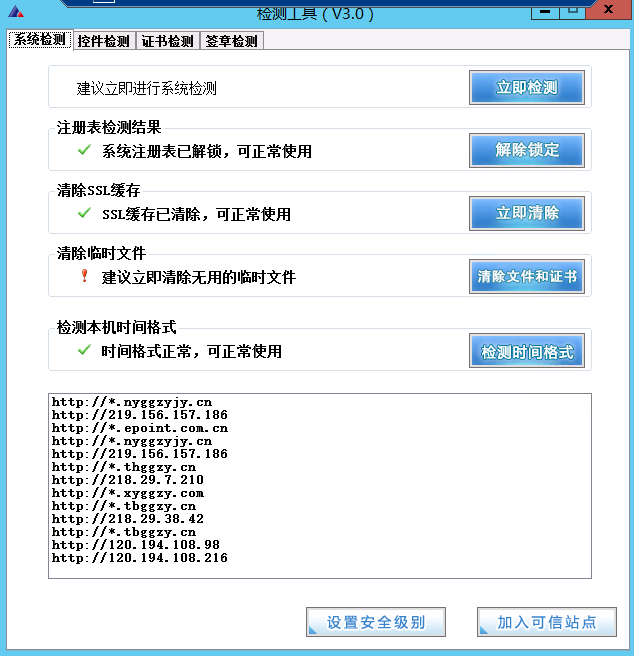 检测工具（V3.0）
系统检测 控件检测 证书检测 签章检测
建议立即进行系统检测 立即检测
注册表检测结果
系统注册表已解锁，可正常使用 解除锁定
清除SSL缓存
SSL缓存已清除，可正常使用 立即清除
清除临时文件
建议立即清除无用的临时文件 清除文件和证书
检测本机时间格式
时间格式正常，可正常使用 检测时间格式
http://*.nyggzyjy.cn
http://219.156.157.186
http://*.epoint.com.cn
http://*.nyggzyjy.cn
http://219.156.157.186
http://*.thggzy.cn
http://218.29.7.210
http://*.xyggzy.com
http://*.tbggzy.cn
http://218.29.38.42
http://*.tbggzy.cn
http://120.194.108.98
http://120.194.108.216
设置安全级别 加入可信站点